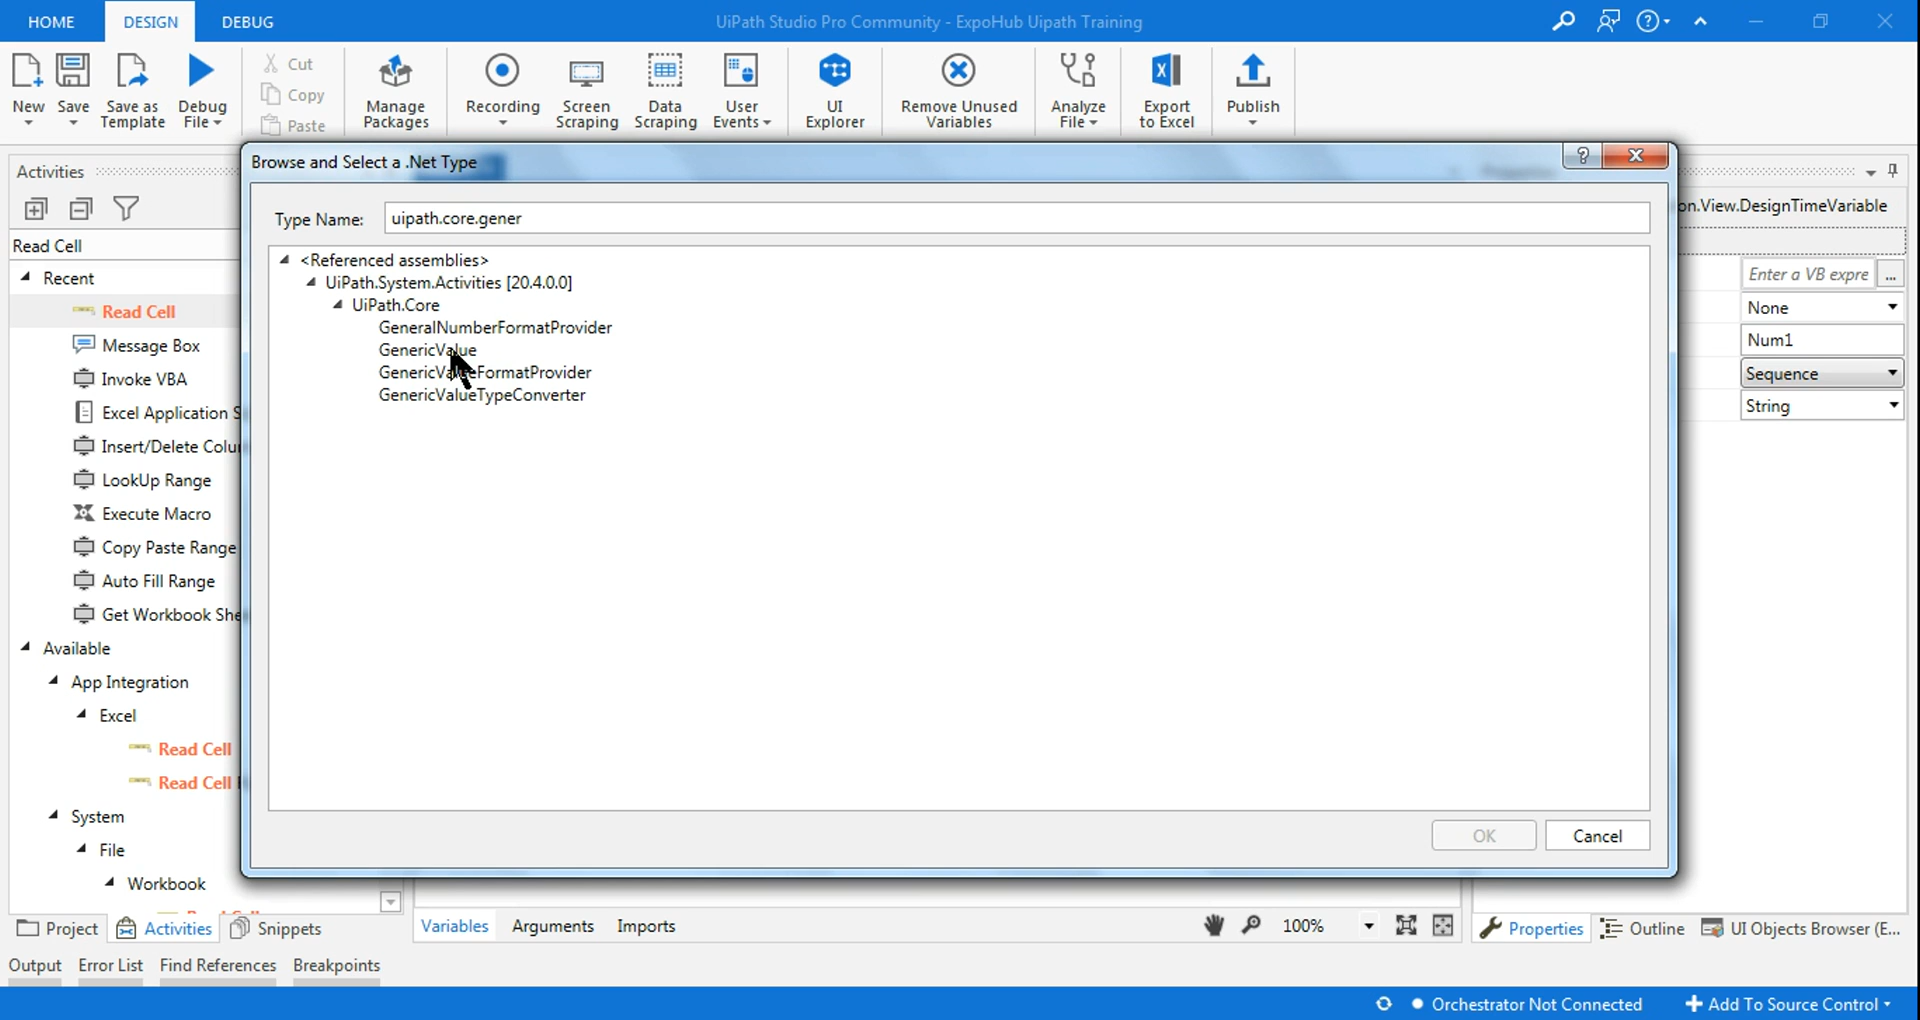 HOME DESIGN DEBUG UiPath Studio Pro Community - ExpoHub Uipath Training
New Save Save as Template Debug File Cut Copy Paste Manage Packages Recording Screen Scraping Data Scraping User Events UI Explorer Remove Unused Variables Analyze File Export to Excel Publish
Activities
Browse and Select a .Net Type
Type Name: uipath.core.gener
on.View.DesignTimeVariable
Read Cell
<Referenced assemblies>
UiPath.System.Activities [20.4.0.0]
UiPath.Core
GeneralNumberFormatProvider
GenericValue
GenericValueFormatProvider
GenericValueTypeConverter
Enter a VB expre ...
None
Num1
Sequence
String
Recent
Read Cell
Message Box
Invoke VBA
Excel Application S
Insert/Delete Colu
LookUp Range
Execute Macro
Copy Paste Range
Auto Fill Range
Get Workbook She
Available
App Integration
Excel
Read Cell
Read Cell
System
File
Workbook
OK Cancel
Project Activities Snippets
Variables Arguments Imports 100%
Properties Outline UI Objects Browser (E...
Output Error List Find References Breakpoints
Orchestrator Not Connected Add To Source Control